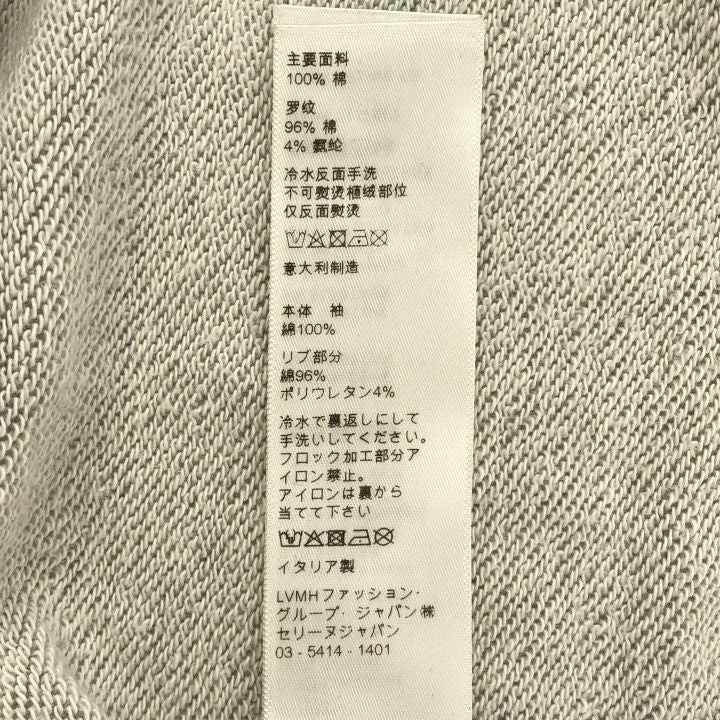 主要面料
100% 棉
罗纹
96% 棉
4% 氨纶
冷水反面手洗
不可熨烫植绒部位
仅反面熨烫
意大利制造
本体 袖
綿100%
リブ部分
綿96%
ポリウレタン4%
冷水で裏返しにして
手洗いしてください。
フロック加工部分ア
イロン禁止。
アイロンは裏から
当てて下さい
イタリア製
LVMHファッション・
グループ・ジャパン㈱
セリーヌジャパン
03 - 5414 - 1401